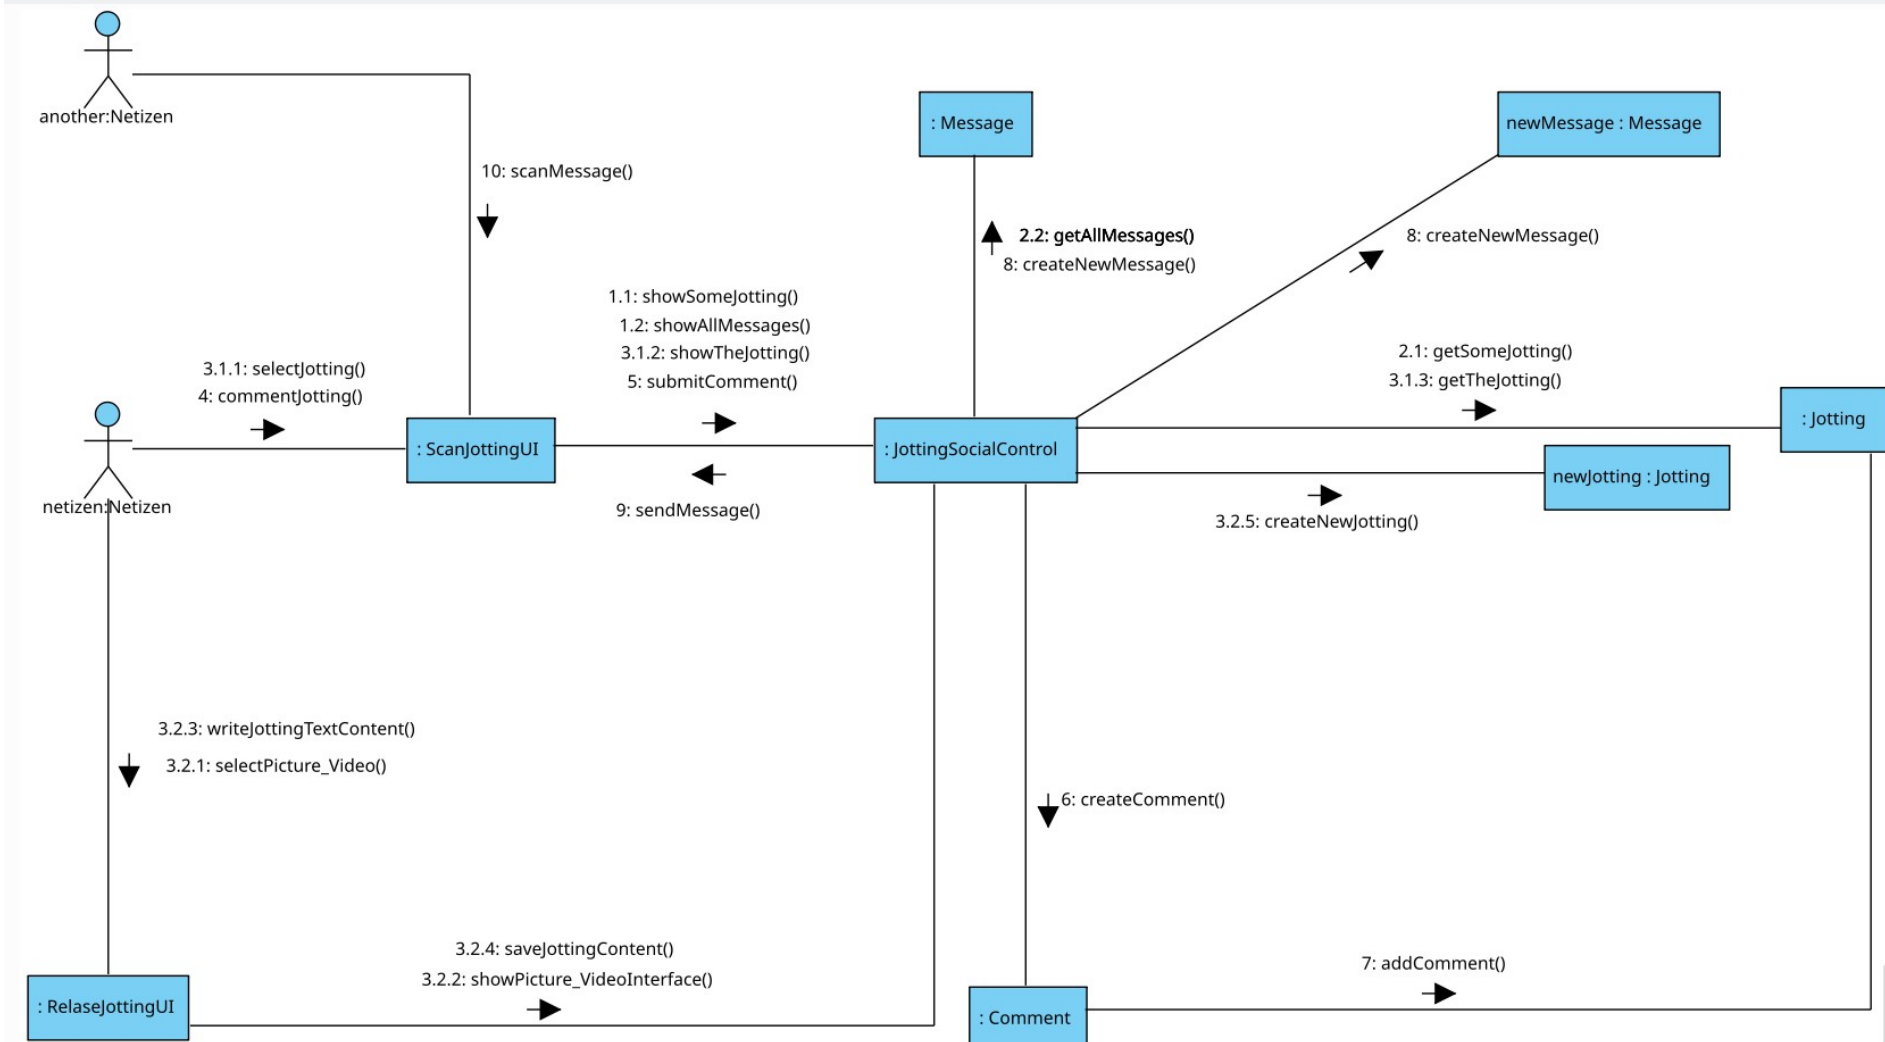 another:Netizen
: Message
newMessage : Message
10: scanMessage()
2.2: getAllMessages()
8: createNewMessage()
8: createNewMessage()
1.1: showSomeJotting()
1.2: showAllMessages()
3.1.2: showTheJotting()
5: submitComment()
3.1.1: selectJotting()
4: commentJotting()
2.1: getSomeJotting()
3.1.3: getTheJotting()
: ScanJottingUI
: JottingSocialControl
: Jotting
newJotting : Jotting
netizen:Netizen
9: sendMessage()
3.2.5: createNewJotting()
3.2.3: writeJottingTextContent()
3.2.1: selectPicture_Video()
6: createComment()
3.2.4: saveJottingContent()
3.2.2: showPicture_VideoInterface()
7: addComment()
: RelaseJottingUI
: Comment